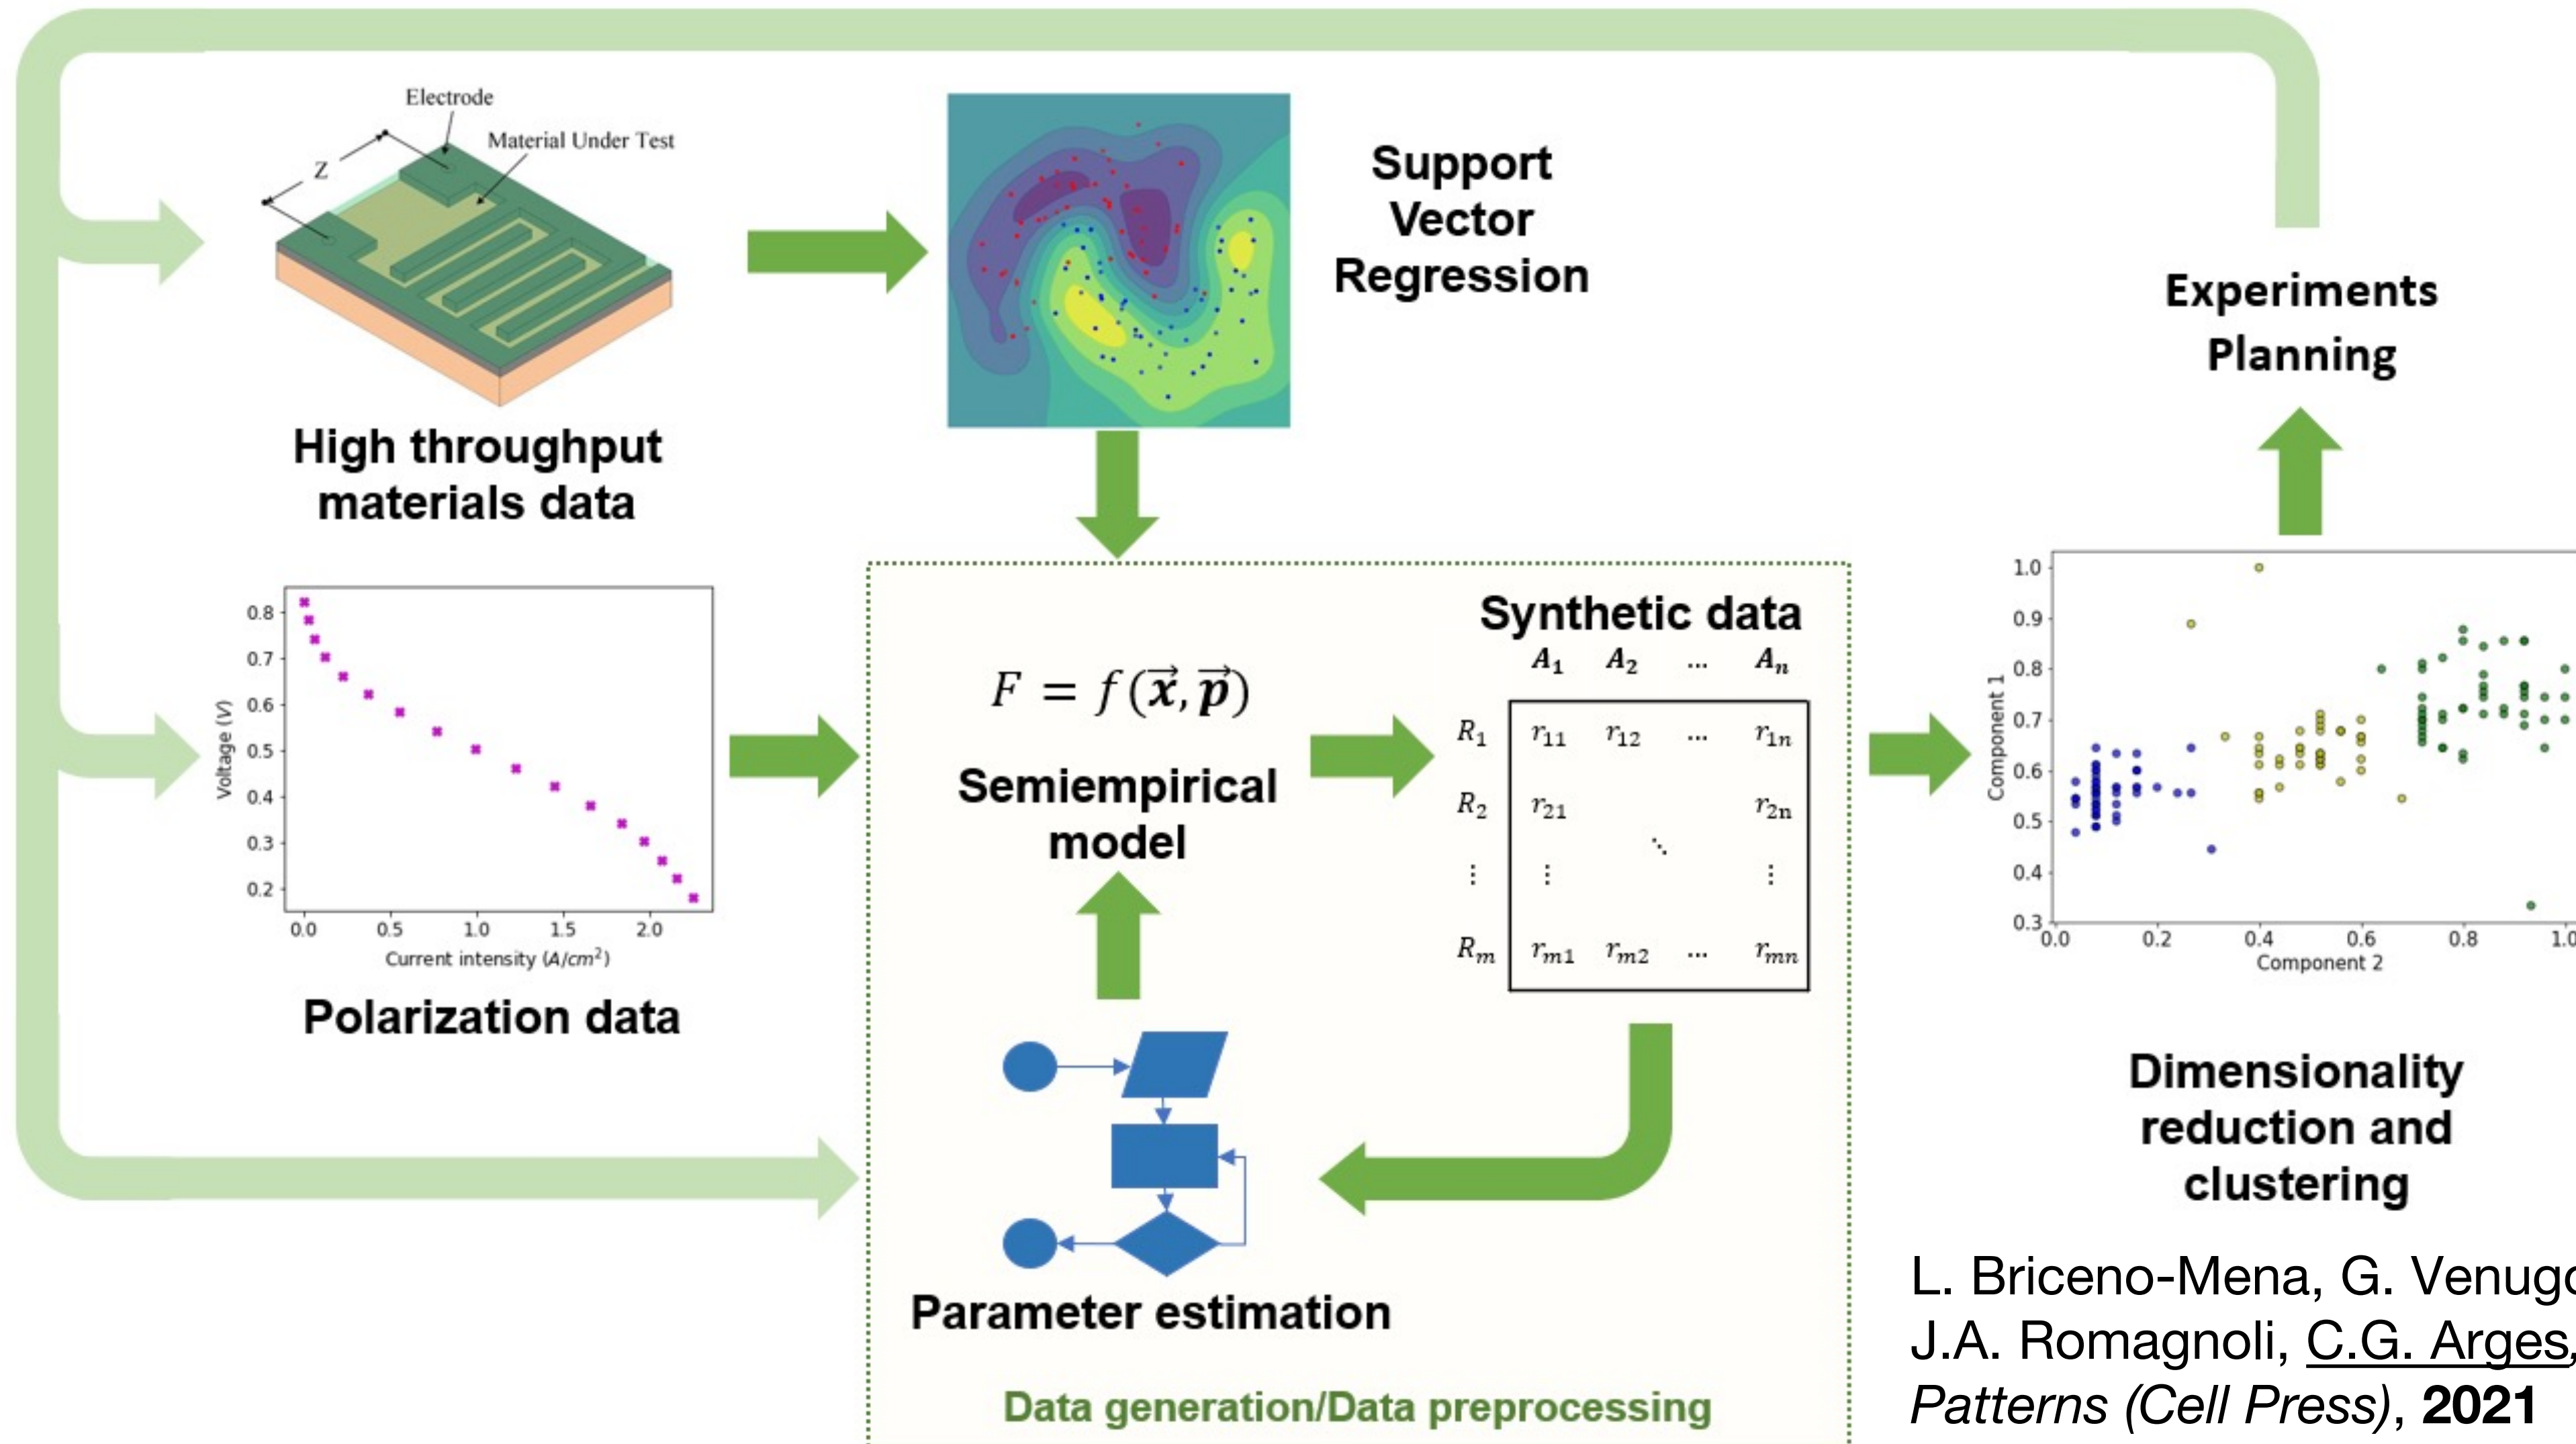 Electrode
Material Under Test
Z
High throughput
materials data
Support
Vector
Regression
Experiments
Planning
0.8
0.7
0.6
0.5
0.4
0.3
0.2
Voltage (V)
0.0 0.5 1.0 1.5 2.0
Current intensity (A/cm²)
Polarization data
F = f(x⃗, p⃗)
Semiempirical
model
Synthetic data
A₁ A₂ ... Aₙ
R₁ r₁₁ r₁₂ ... r₁ₙ
R₂ r₂₁ r₂ₙ
⋱
⋮ ⋮ ⋮
Rₘ rₘ₁ rₘ₂ ... rₘₙ
Parameter estimation
Data generation/Data preprocessing
1.0
0.9
0.8
0.7
0.6
0.5
0.4
0.3
Component 1
0.0 0.2 0.4 0.6 0.8 1.0
Component 2
Dimensionality
reduction and
clustering
L. Briceno-Mena, G.
J.A. Romagnoli, C.G. Arges,
Patterns (Cell Press), 2021